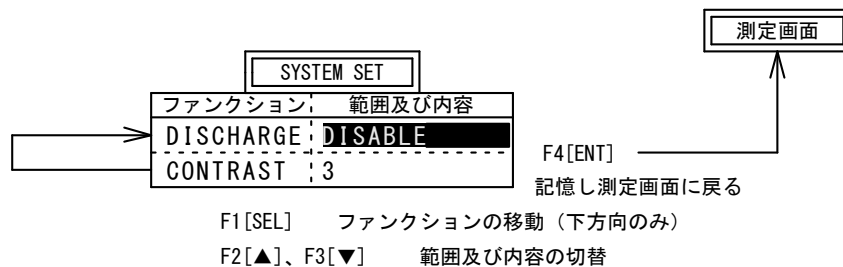 測定画面
SYSTEM SET
ファンクション 範囲及び内容
DISCHARGE DISABLE
CONTRAST 3
F4[ENT]
記憶し測定画面に戻る
F1[SEL] ファンクションの移動(下方向のみ)
F2[▲]、F3[▼] 範囲及び内容の切替